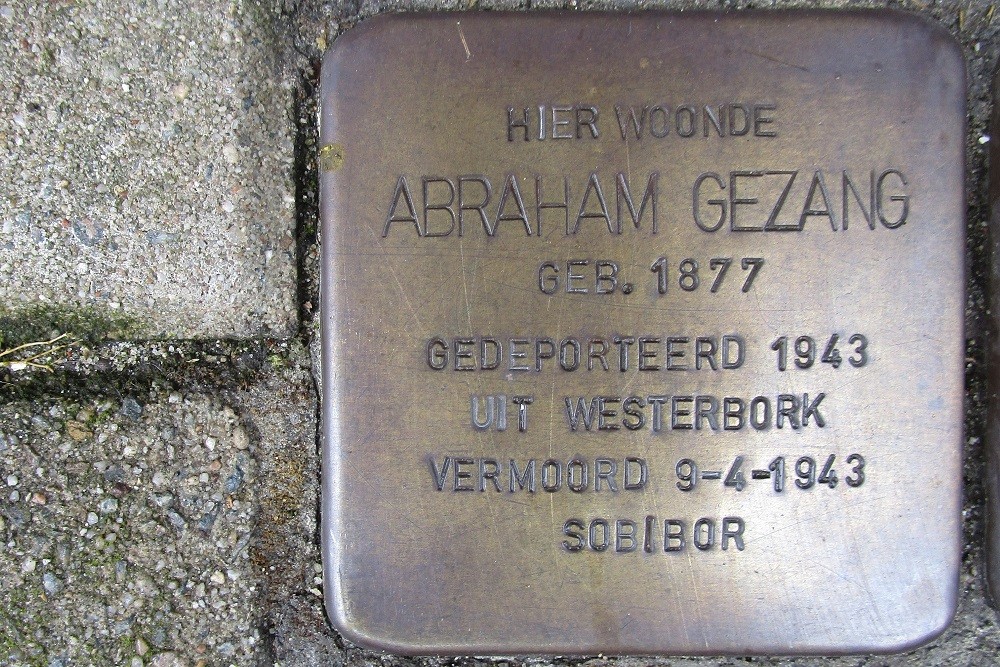 HIER WOONDE
ABRAHAM GEZANG
GEB. 1877
GEDEPORTEERD 1943
UIT WESTERBORK
VERMOORD 9-4-1943
SOBIBOR